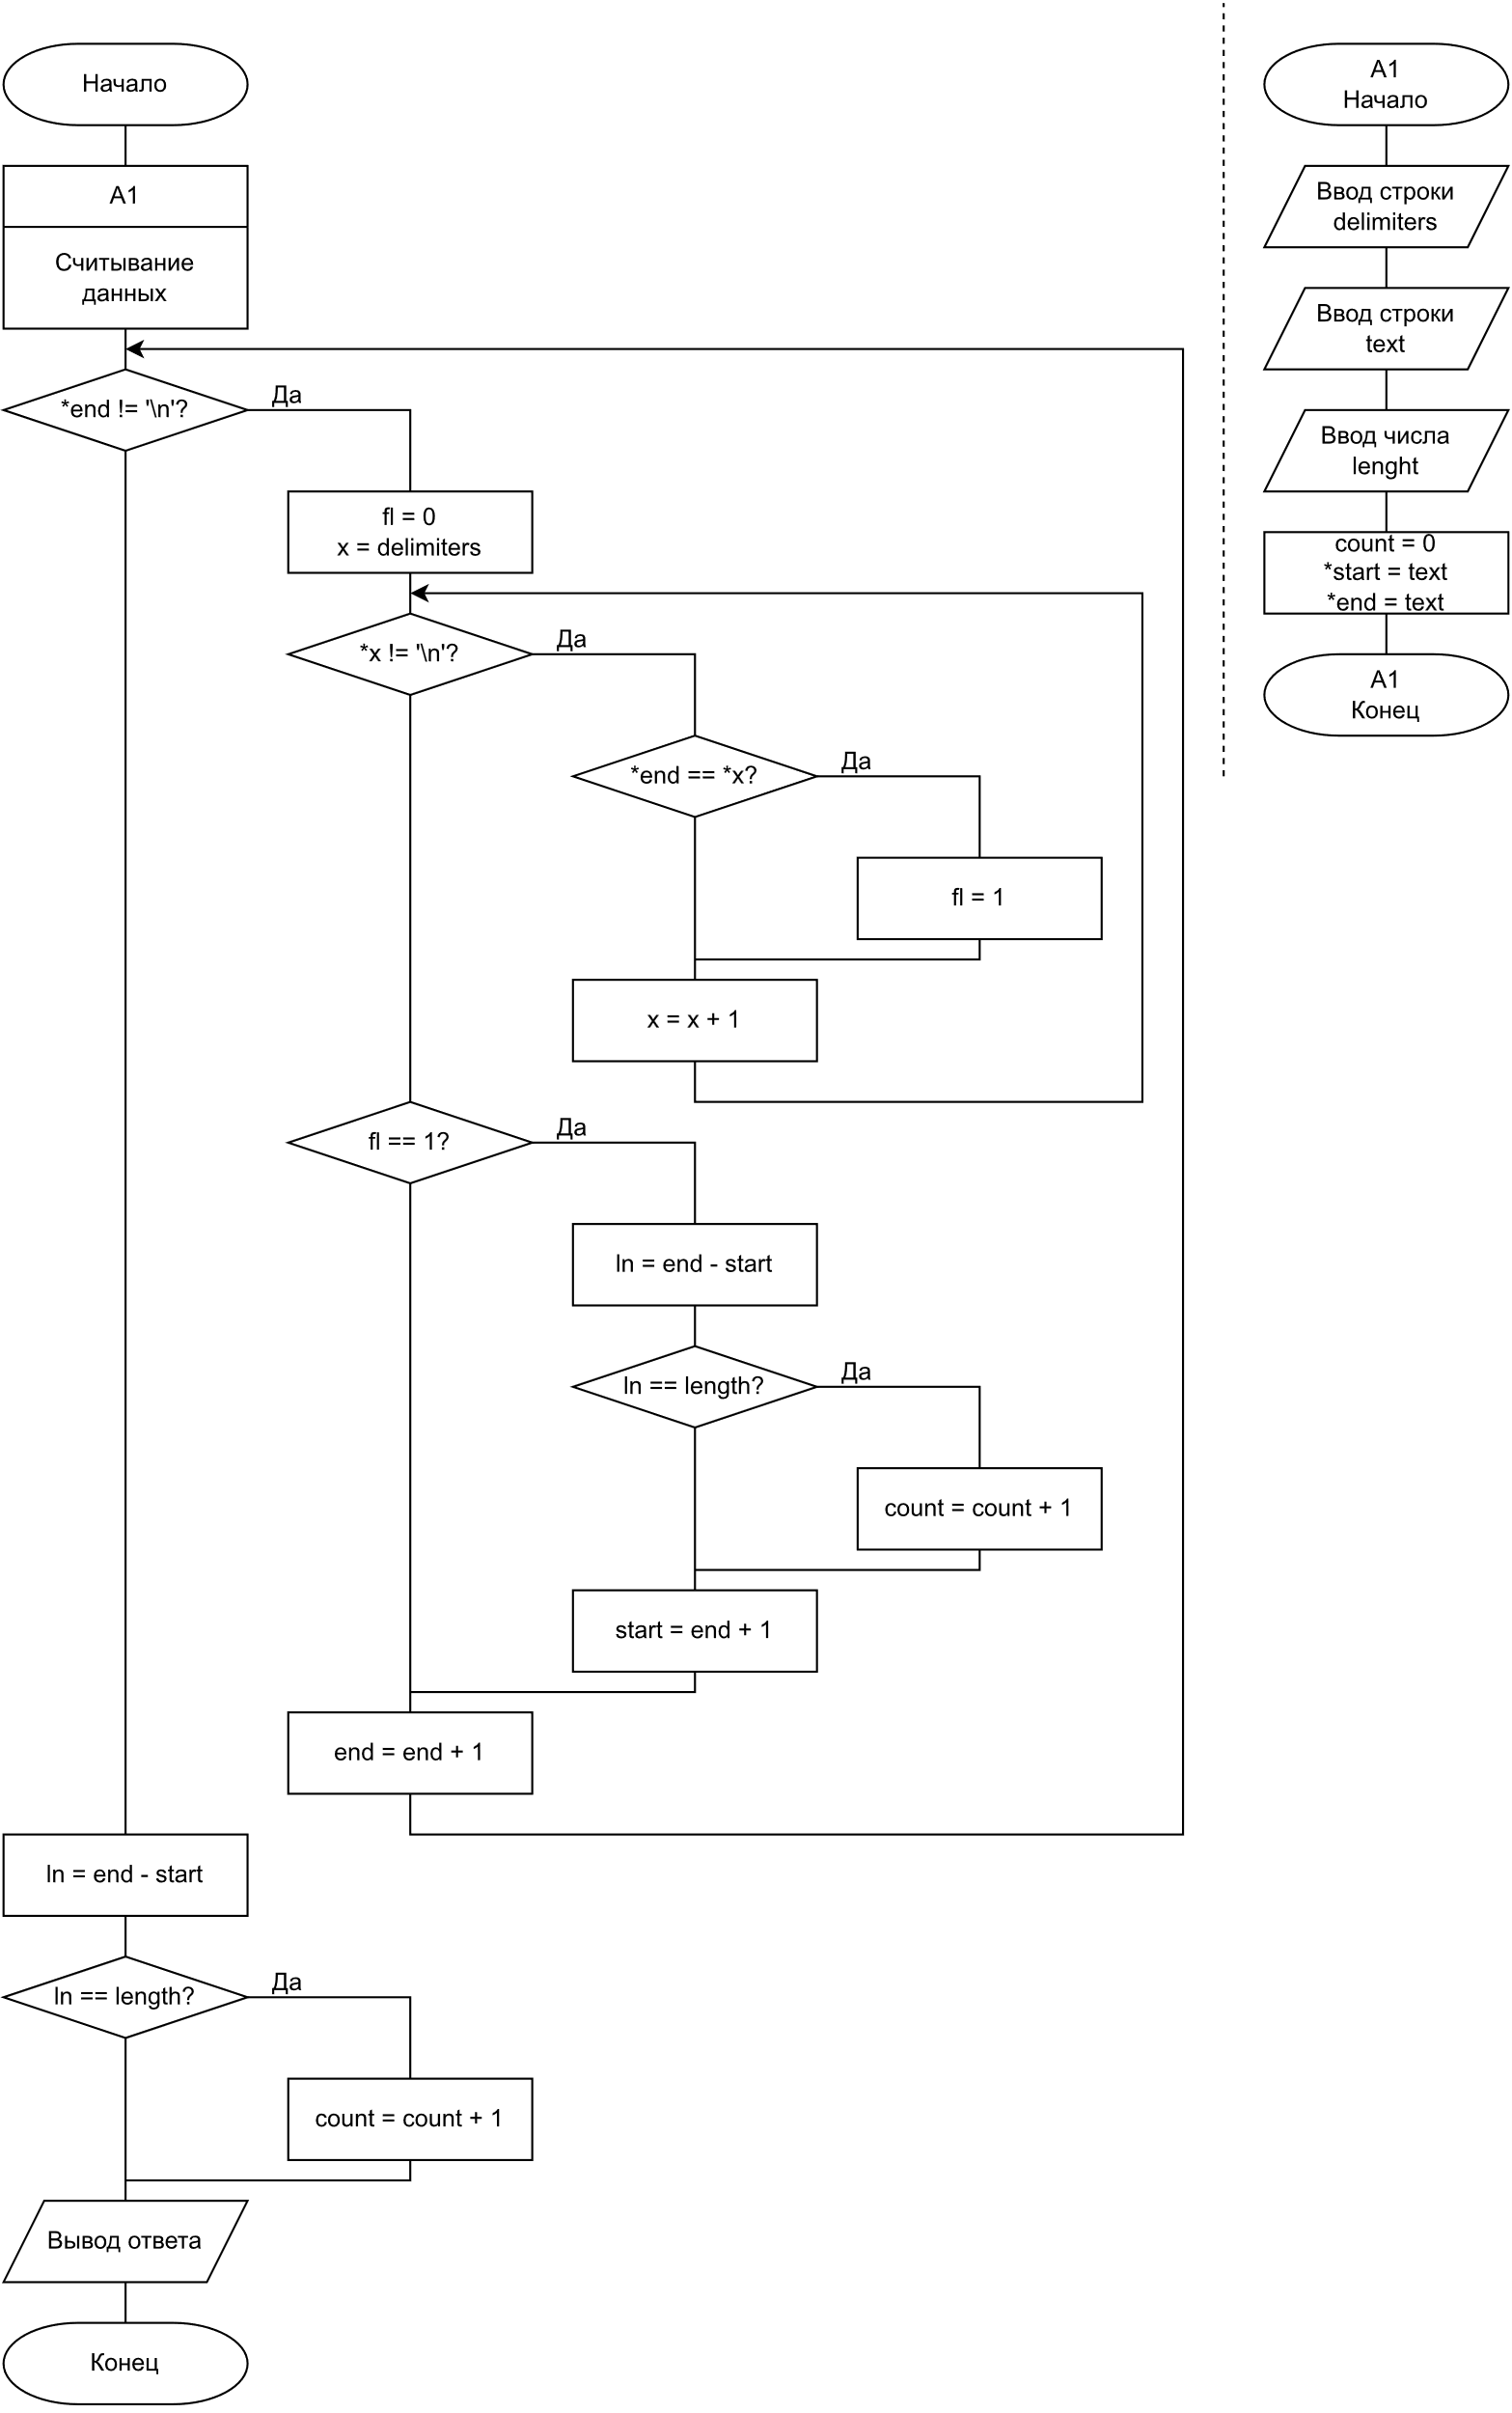 Начало
A1
Считывание
данных
*end != '\n'?
Да
fl = 0
x = delimiters
*x != '\n'?
Да
*end == *x?
Да
fl = 1
x = x + 1
fl == 1?
Да
ln = end - start
ln == length?
Да
count = count + 1
start = end + 1
end = end + 1
ln = end - start
ln == length?
Да
count = count + 1
Вывод ответа
Конец
A1
Начало
Ввод строки
delimiters
Ввод строки
text
Ввод числа
lenght
count = 0
*start = text
*end = text
A1
Конец